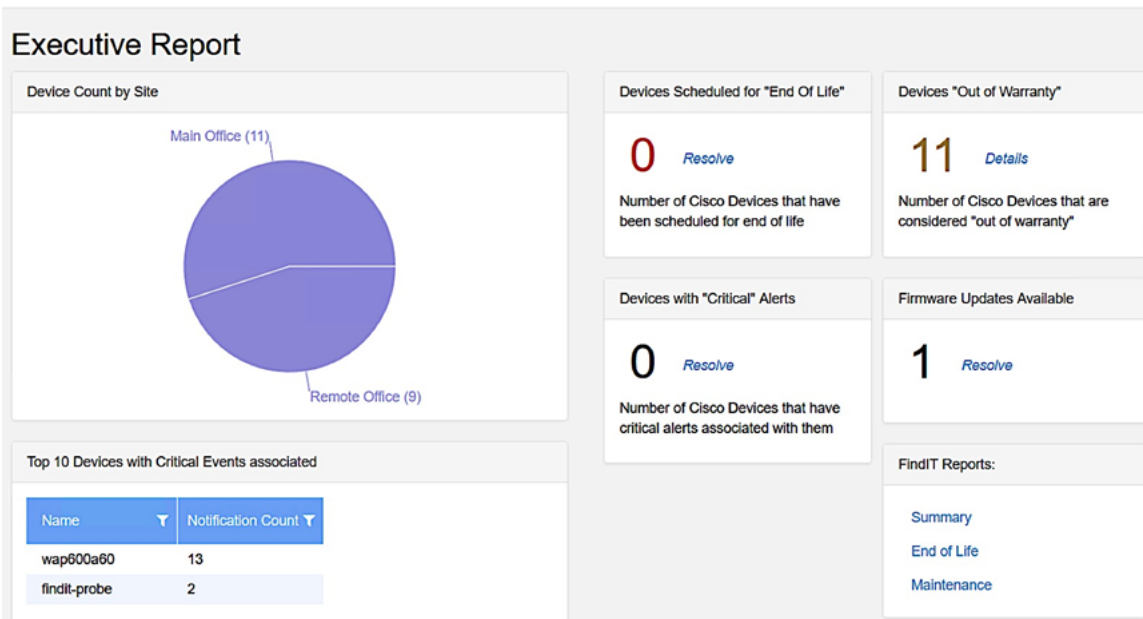 Executive Report
Device Count by Site
Main Office (11)
Remote Office (9)
Top 10 Devices with Critical Events associated
Name
Notification Count
wap600a60
13
findit-probe
2
Devices Scheduled for "End Of Life"
0
Resolve
Number of Cisco Devices that have
been scheduled for end of life
Devices "Out of Warranty"
11
Details
Number of Cisco Devices that are
considered "out of warranty"
Devices with "Critical" Alerts
0
Resolve
Number of Cisco Devices that have
critical alerts associated with them
Firmware Updates Available
1
Resolve
FindIT Reports:
Summary
End of Life
Maintenance